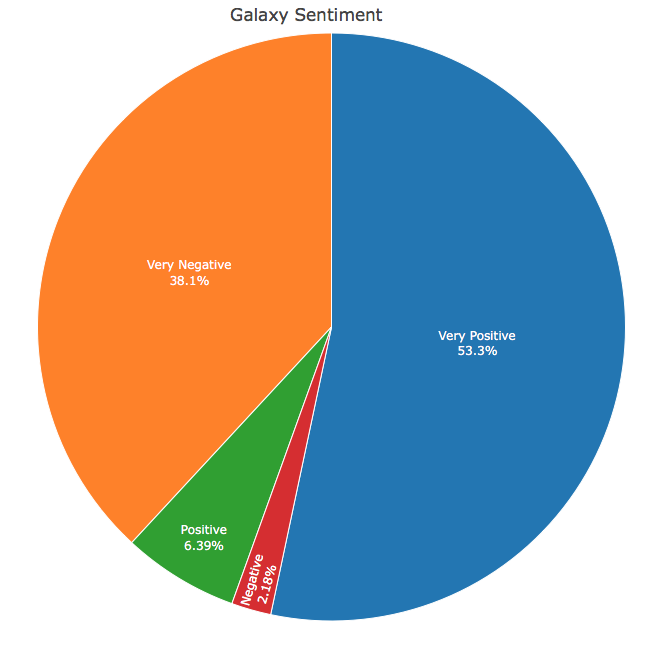 Galaxy Sentiment
Very Negative
38.1%
Very Positive
53.3%
Positive
6.39%
Negative
2.18%